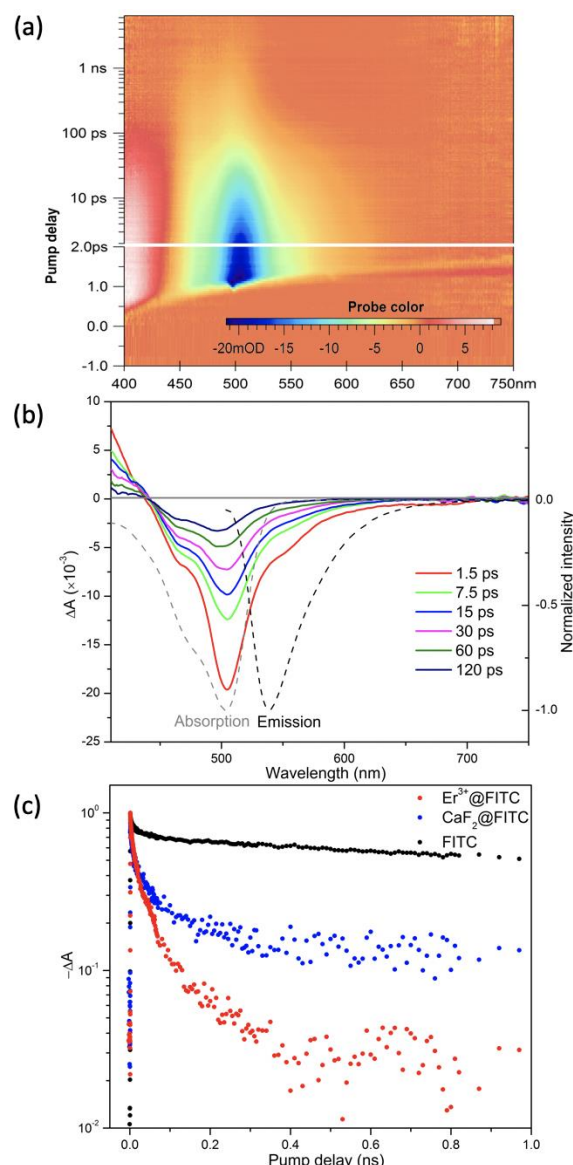 (a)
1 ns
100 ps
10 ps
2.0ps
1.0
0.0
-1.0
Pump delay
Probe color
-20mOD -15 -10 -5 0 5
400 450 500 550 600 650 700 750nm
(b)
10
5
0
-5
-10
-15
-20
-25
ΔA (×10⁻³)
0.0
-0.5
-1.0
Normalized intensity
1.5 ps
7.5 ps
15 ps
30 ps
60 ps
120 ps
Absorption Emission
500 600 700
Wavelength (nm)
(c)
Er³⁺@FITC
CaF₂@FITC
FITC
10⁰
10⁻¹
10⁻²
−ΔA
0.0 0.2 0.4 0.6 0.8 1.0
Pump delay (ns)